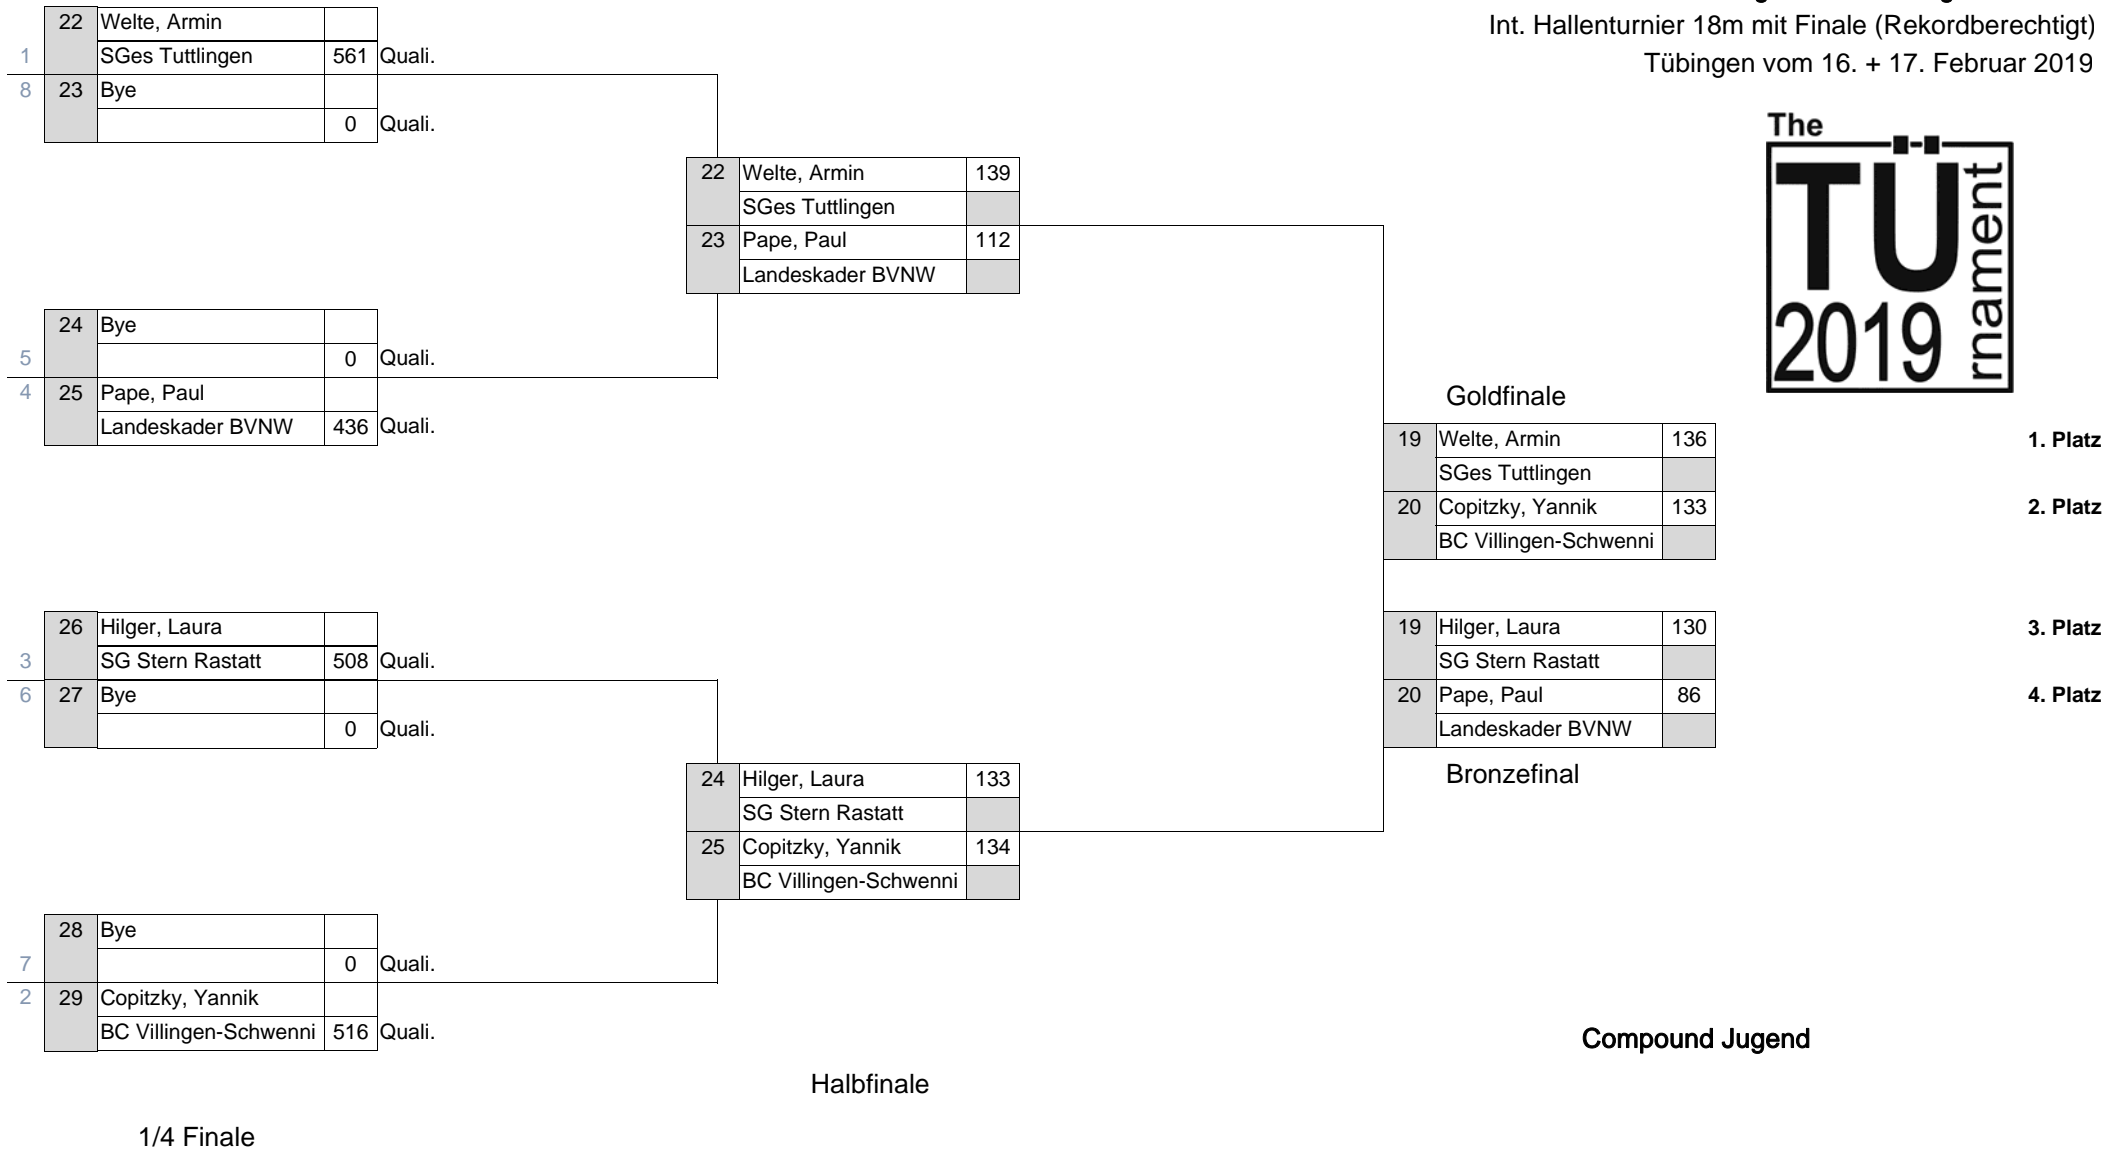 Int. Hallenturnier 18m mit Finale (Rekordberechtigt)
Tübingen vom 16. + 17. Februar 2019
The
TÜ
rnament
2019
22 Welte, Armin
1 SGes Tuttlingen 561 Quali.
8 23 Bye
0 Quali.
22 Welte, Armin 139
SGes Tuttlingen
23 Pape, Paul 112
Landeskader BVNW
24 Bye
5 0 Quali.
4 25 Pape, Paul
Landeskader BVNW 436 Quali.
Goldfinale
19 Welte, Armin 136 1. Platz
SGes Tuttlingen
20 Copitzky, Yannik 133 2. Platz
BC Villingen-Schwenni
26 Hilger, Laura
3 SG Stern Rastatt 508 Quali.
6 27 Bye
0 Quali.
19 Hilger, Laura 130 3. Platz
SG Stern Rastatt
20 Pape, Paul 86 4. Platz
Landeskader BVNW
Bronzefinal
24 Hilger, Laura 133
SG Stern Rastatt
25 Copitzky, Yannik 134
BC Villingen-Schwenni
28 Bye
7 0 Quali.
2 29 Copitzky, Yannik
BC Villingen-Schwenni 516 Quali.
Compound Jugend
Halbfinale
1/4 Finale